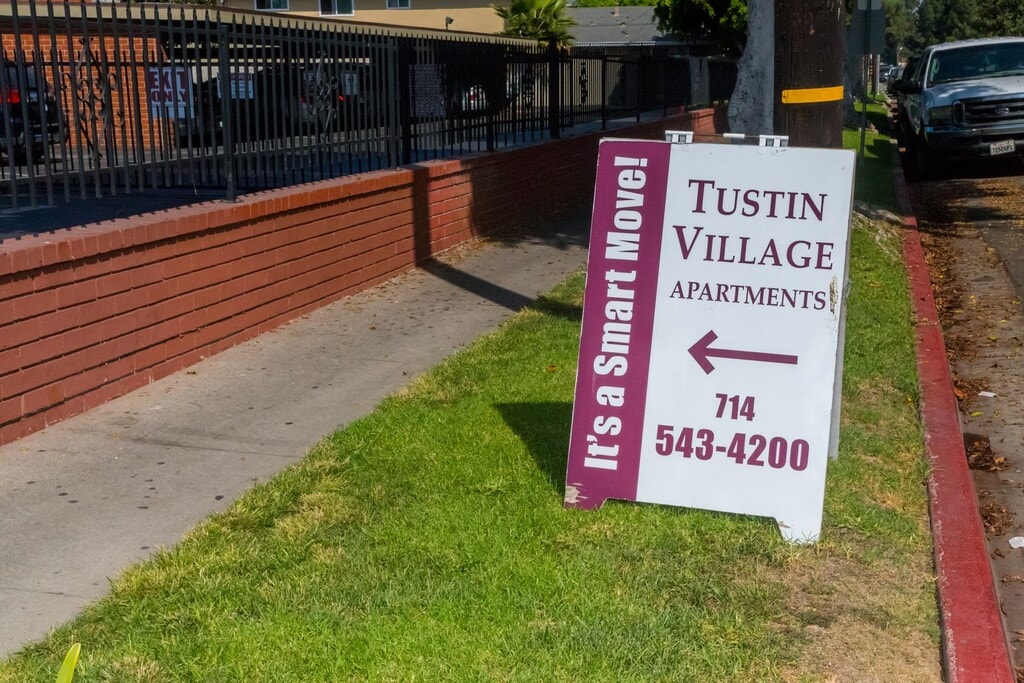 It's a Smart Move!
TUSTIN
VILLAGE
APARTMENTS
714
543-4200